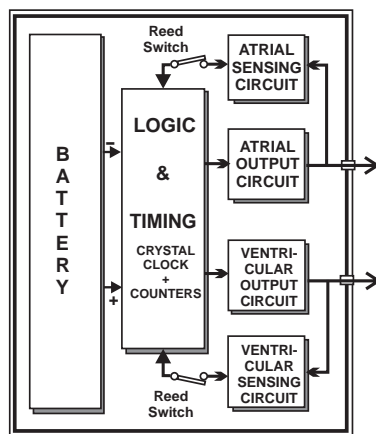 Reed
Switch
ATRIAL
SENSING
CIRCUIT
BATTERY
–
+
LOGIC
&
TIMING
CRYSTAL
CLOCK
+
COUNTERS
ATRIAL
OUTPUT
CIRCUIT
VENTRI-
CULAR
OUTPUT
CIRCUIT
VENTRI-
CULAR
SENSING
CIRCUIT
Reed
Switch